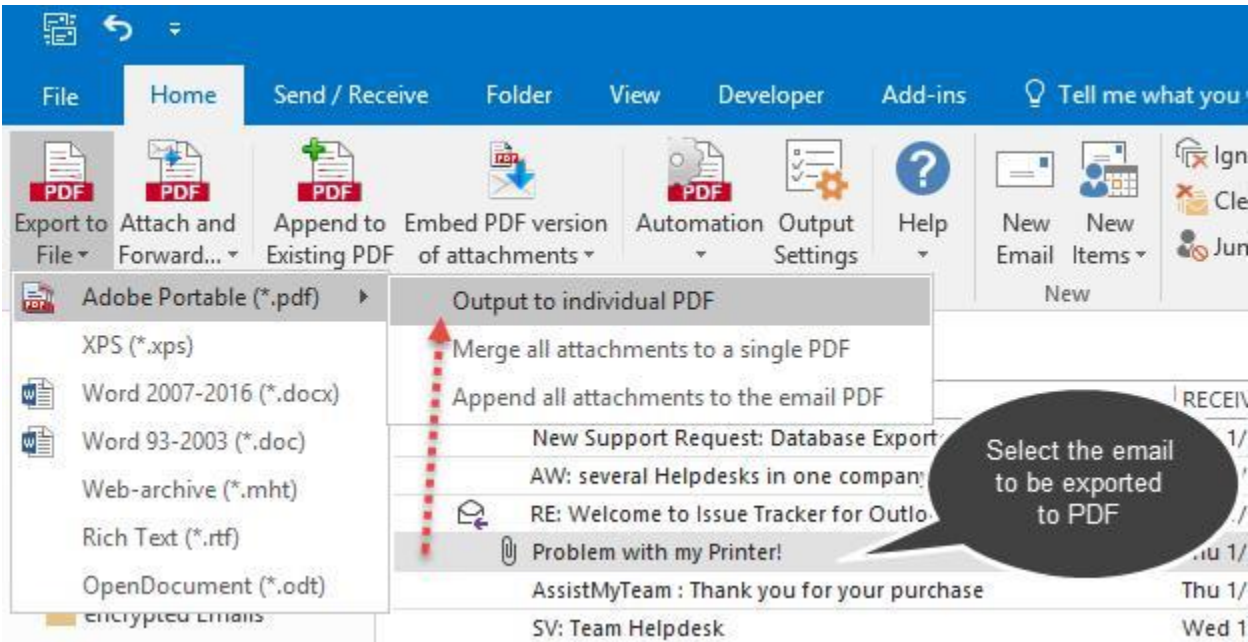 File Home Send / Receive Folder View Developer Add-ins Tell me what you
PDF PDF PDF PDF PDF
Export to File Attach and Forward... Append to Existing PDF Embed PDF version of attachments Automation Output Settings Help New Email New Items
Ign
Cle
Jun
New
Adobe Portable (*.pdf)
XPS (*.xps)
Word 2007-2016 (*.docx)
Word 93-2003 (*.doc)
Web-archive (*.mht)
Rich Text (*.rtf)
OpenDocument (*.odt)
encrypted Emails
Output to individual PDF
Merge all attachments to a single PDF
Append all attachments to the email PDF
RECEIV
New Support Request: Database Export 1/
AW: several Helpdesks in one company
RE: Welcome to Issue Tracker for Outlo
Problem with my Printer! Thu 1/
AssistMyTeam : Thank you for your purchase Thu 1/
SV: Team Helpdesk Wed 1
Select the email
to be exported
to PDF